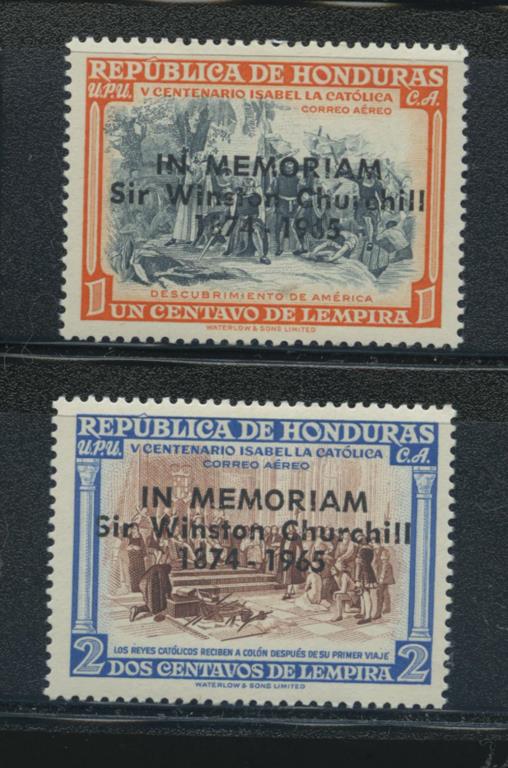 REPÚBLICA DE HONDURAS
U.P.U. V CENTENARIO ISABEL LA CATÓLICA C.A.
CORREO AÉREO
IN MEMORIAM
Sir Winston Churchill
1874-1965
DESCUBRIMIENTO DE AMÉRICA
1 UN CENTAVO DE LEMPIRA 1
WATERLOW & SONS LIMITED
REPÚBLICA DE HONDURAS
U.P.U. V CENTENARIO ISABEL LA CATÓLICA C.A.
CORREO AÉREO
IN MEMORIAM
Sir Winston Churchill
1874-1965
LOS REYES CATÓLICOS RECIBEN A COLÓN DESPUÉS DE SU PRIMER VIAJE
2 DOS CENTAVOS DE LEMPIRA 2
WATERLOW & SONS LIMITED